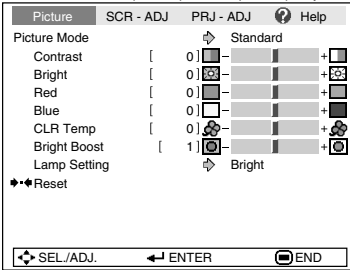 Picture SCR - ADJ PRJ - ADJ ? Help
Picture Mode Standard
Contrast [ 0 ] - +
Bright [ 0 ] - +
Red [ 0 ] - +
Blue [ 0 ] - +
CLR Temp [ 0 ] - +
Bright Boost [ 1 ] - +
Lamp Setting Bright
Reset
SEL./ADJ. ENTER END